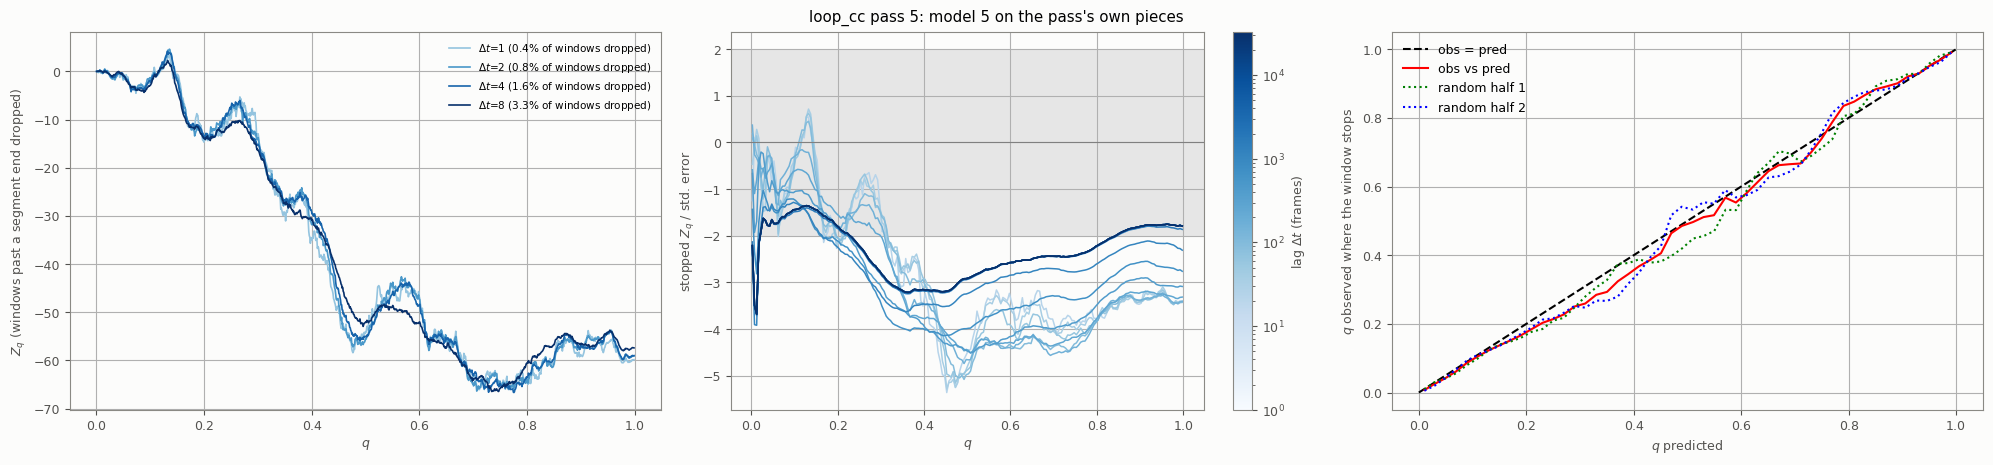 loop_cc pass 5: model 5 on the pass's own pieces
Z_q (windows past a segment end dropped)
0
−10
−20
−30
−40
−50
−60
−70
0.0 0.2 0.4 0.6 0.8 1.0
q
Δt=1 (0.4% of windows dropped)
Δt=2 (0.8% of windows dropped)
Δt=4 (1.6% of windows dropped)
Δt=8 (3.3% of windows dropped)
stopped Z_q / std. error
2
1
0
−1
−2
−3
−4
−5
0.0 0.2 0.4 0.6 0.8 1.0
q
10^4
10^3
10^2
10^1
10^0
lag Δt (frames)
q observed where the window stops
1.0
0.8
0.6
0.4
0.2
0.0
0.0 0.2 0.4 0.6 0.8 1.0
q predicted
obs = pred
obs vs pred
random half 1
random half 2